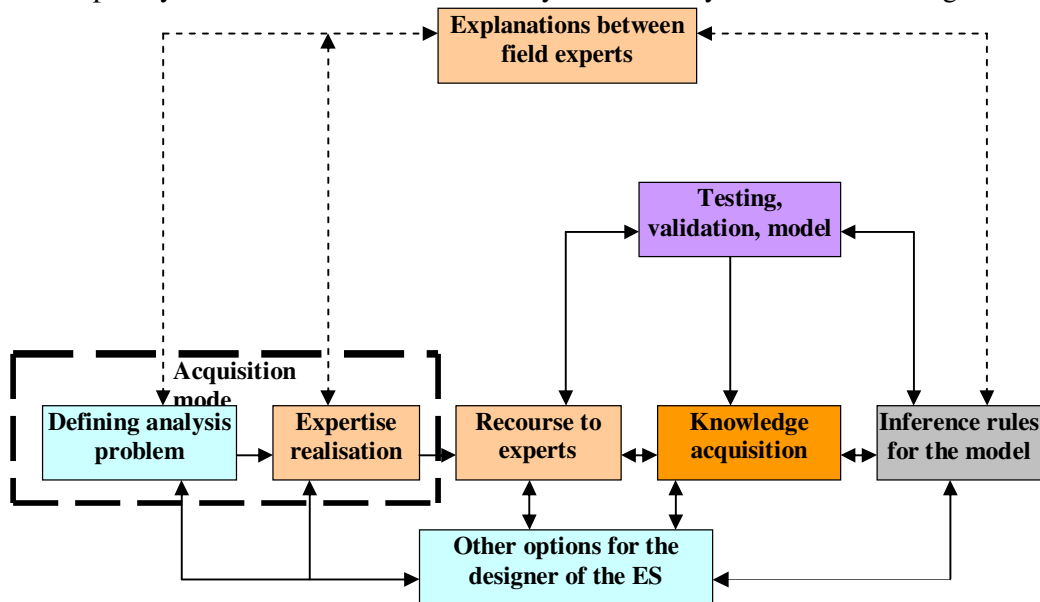 Explanations between
field experts
Testing,
validation, model
Acquisition
mode
Defining analysis
problem
Expertise
realisation
Recourse to
experts
Knowledge
acquisition
Inference rules
for the model
Other options for the
designer of the ES